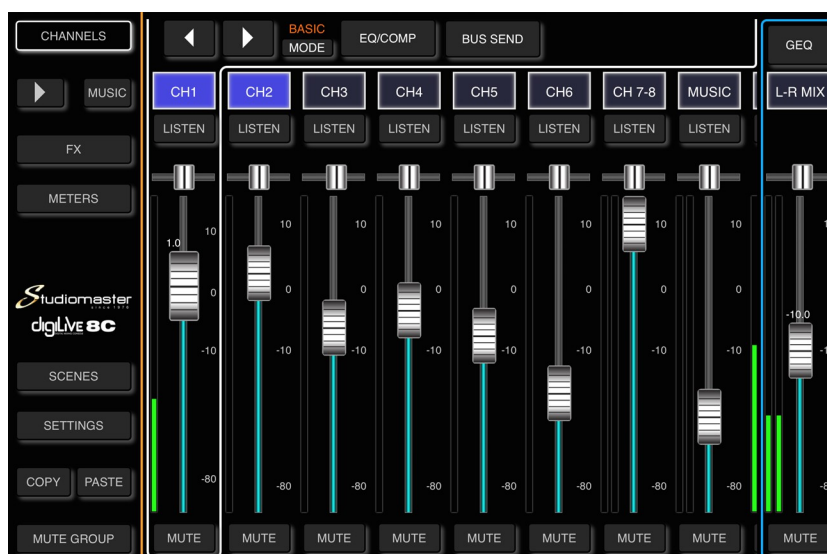 CHANNELS
BASIC
MODE
EQ/COMP
BUS SEND
GEQ
MUSIC
CH1 CH2 CH3 CH4 CH5 CH6 CH 7-8 MUSIC L-R MIX
LISTEN LISTEN LISTEN LISTEN LISTEN LISTEN LISTEN LISTEN
FX
METERS
10 10 10 10 10 10 10 10
1.0
0 0 0 0 0 0 0 0
-10.0
Studiomaster
digiLiVE 8C
-10 -10 -10 -10 -10 -10 -10 -10
SCENES
SETTINGS
COPY PASTE
-80 -80 -80 -80 -80 -80 -80 -80
MUTE GROUP
MUTE MUTE MUTE MUTE MUTE MUTE MUTE MUTE MUTE